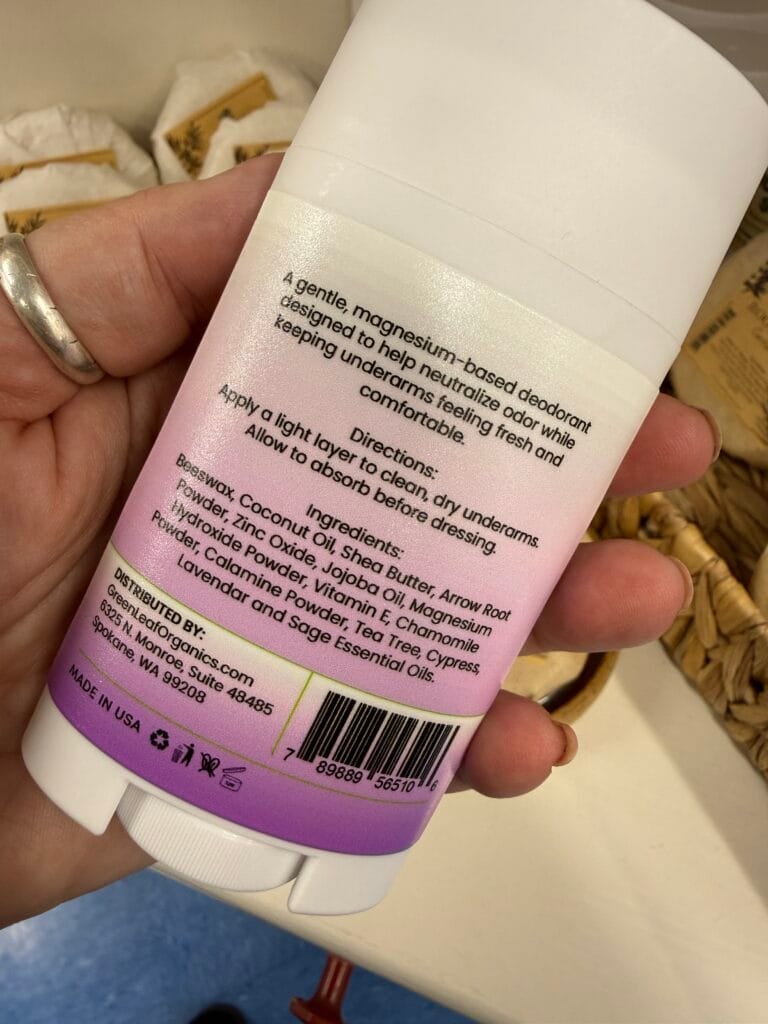 A gentle, magnesium-based deodorant
designed to help neutralize odor while
keeping underarms feeling fresh and
comfortable.
Directions:
Apply a light layer to clean, dry underarms.
Allow to absorb before dressing.
Ingredients:
Beeswax, Coconut Oil, Shea Butter, Arrow Root
Powder, Zinc Oxide, Jojoba Oil, Magnesium
Hydroxide Powder, Vitamin E, Chamomile
Powder, Calamine Powder, Tea Tree, Cypress,
Lavendar and Sage Essential Oils.
DISTRIBUTED BY:
GreenLeafOrganics.com
6325 N. Monroe, Suite 48485
Spokane, WA 99208
MADE IN USA
7 89889 56510 6